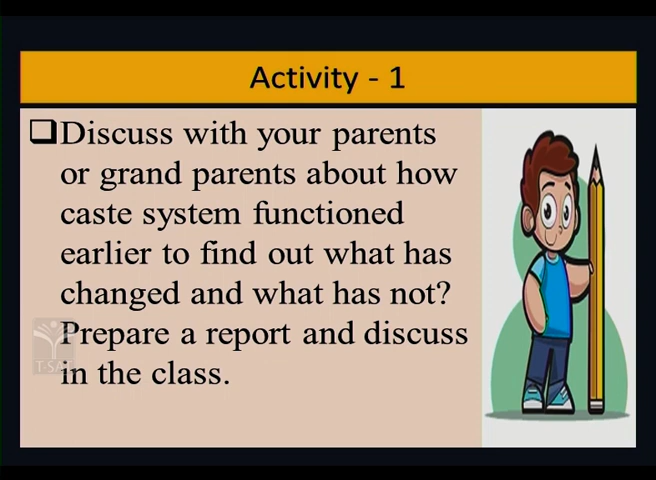 Activity - 1
Discuss with your parents
or grand parents about how
caste system functioned
earlier to find out what has
changed and what has not?
Prepare a report and discuss
in the class.
T-SAT